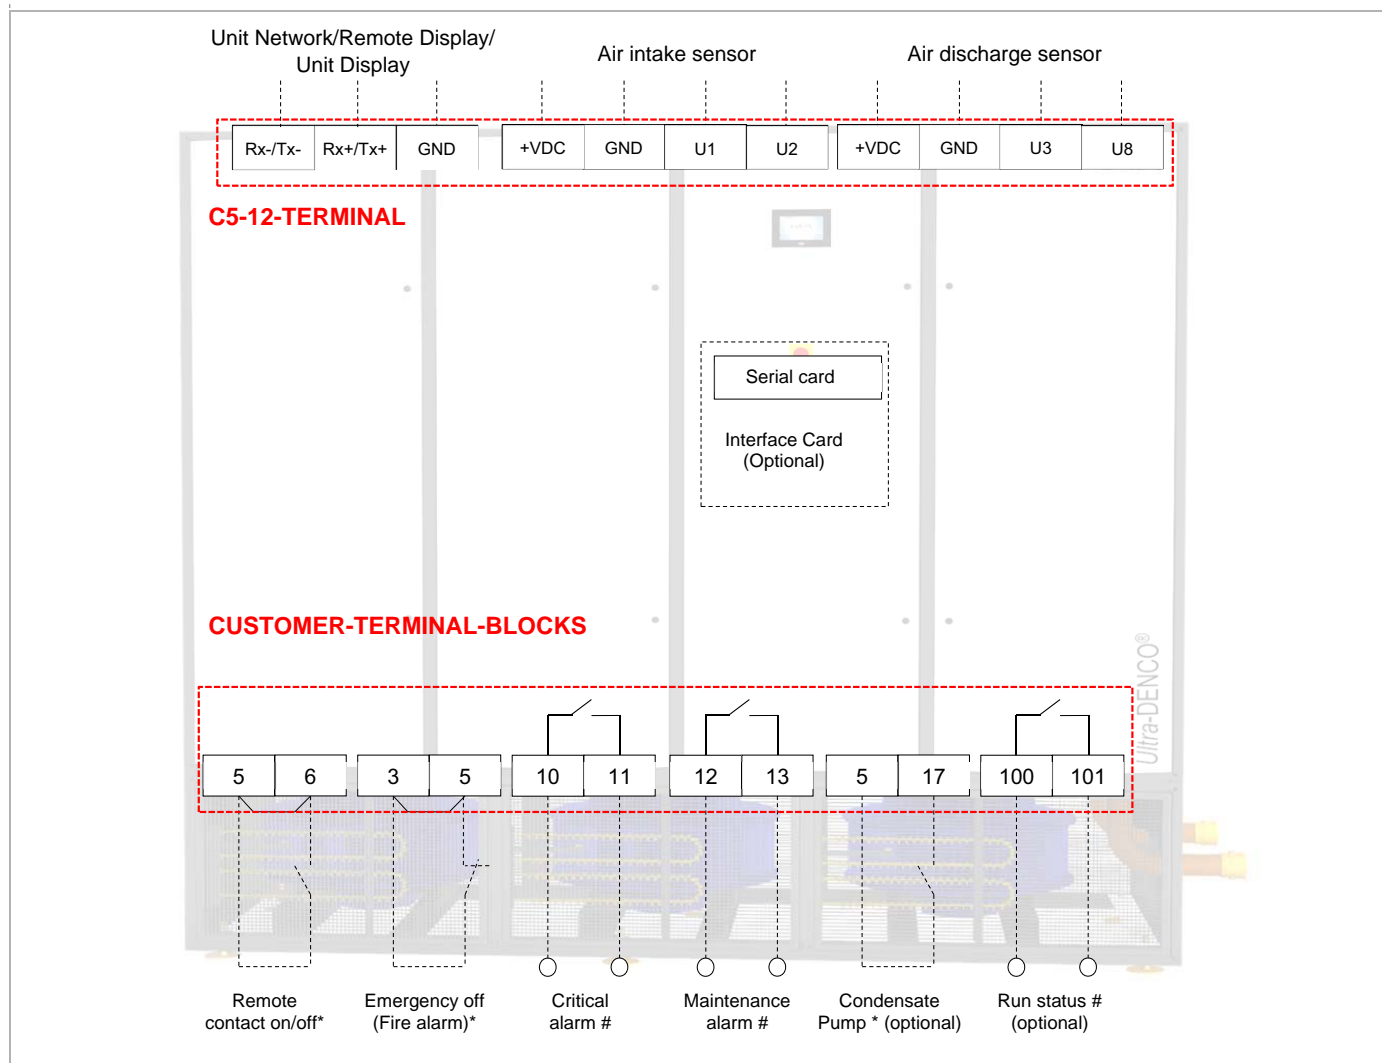 Unit Network/Remote Display/
Unit Display
Air intake sensor
Air discharge sensor
Rx-/Tx- Rx+/Tx+ GND +VDC GND U1 U2 +VDC GND U3 U8
C5-12-TERMINAL
Serial card
Interface Card
(Optional)
CUSTOMER-TERMINAL-BLOCKS
Ultra-DENCO®
5 6 3 5 10 11 12 13 5 17 100 101
Remote
contact on/off*
Emergency off
(Fire alarm)*
Critical
alarm #
Maintenance
alarm #
Condensate
Pump * (optional)
Run status #
(optional)